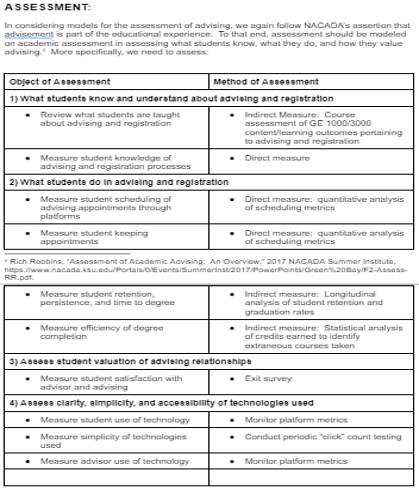 ASSESSMENT:
In considering models for the assessment of advising, we again follow NACADA's assertion that
advisement is part of the educational experience. To that end, assessment should be modeled
on academic assessment in assessing what students know, what they do, and how they value
advising.⁴ More specifically, we need to assess:
Object of Assessment
Method of Assessment
1) What students know and understand about advising and registration
• Review what students are taught
about advising and registration
• Indirect Measure: Course
assessment of GE 1000/3000
content/learning outcomes pertaining
to advising and registration
• Measure student knowledge of
advising and registration processes
• Direct measure
2) What students do in advising and registration
• Measure student scheduling of
advising appointments through
platforms
• Direct measure: quantitative analysis
of scheduling metrics
• Measure student keeping
appointments
• Direct measure: quantitative analysis
of scheduling metrics
Rich Robbins, "Assessment of Academic Advising: An Overview," 2017 NACADA Summer Institute,
https://www.nacada.ksu.edu/Portals/0/Events/SummerInst/2017/PowerPoints/Green%20Bay/F2-Assess-
RR.pdf.
• Measure student retention,
persistence, and time to degree
• Indirect measure: Longitudinal
analysis of student retention and
graduation rates
• Measure efficiency of degree
completion
• Indirect measure: Statistical analysis
of credits earned to identify
extraneous courses taken
3) Assess student valuation of advising relationships
• Measure student satisfaction with
advisor and advising
• Exit survey
4) Assess clarity, simplicity, and accessibility of technologies used
• Measure student use of technology
• Monitor platform metrics
• Measure simplicity of technologies
used
• Conduct periodic "click" count testing
• Measure advisor use of technology
• Monitor platform metrics